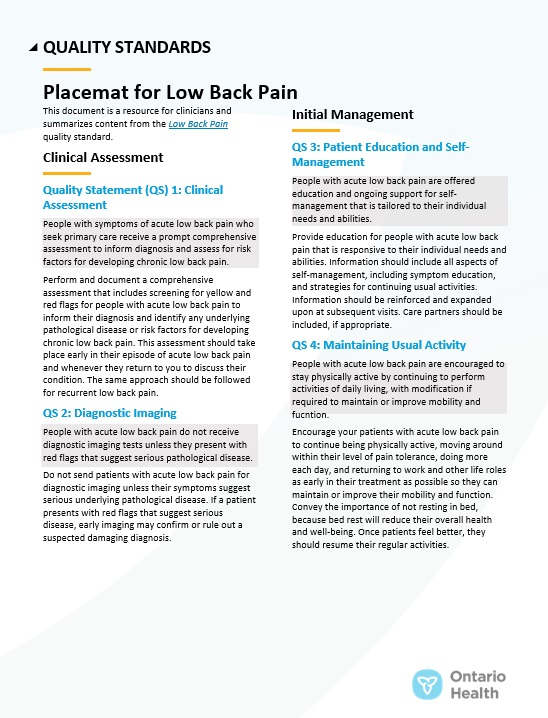 QUALITY STANDARDS
Placemat for Low Back Pain
This document is a resource for clinicians and
summarizes content from the Low Back Pain
quality standard.
Clinical Assessment
Quality Statement (QS) 1: Clinical
Assessment
People with symptoms of acute low back pain who
seek primary care receive a prompt comprehensive
assessment to inform diagnosis and assess for risk
factors for developing chronic low back pain.
Perform and document a comprehensive
assessment that includes screening for yellow and
red flags for people with acute low back pain to
inform their diagnosis and identify any underlying
pathological disease or risk factors for developing
chronic low back pain. This assessment should take
place early in their episode of acute low back pain
and whenever they return to you to discuss their
condition. The same approach should be followed
for recurrent low back pain.
QS 2: Diagnostic Imaging
People with acute low back pain do not receive
diagnostic imaging tests unless they present with
red flags that suggest serious pathological disease.
Do not send patients with acute low back pain for
diagnostic imaging unless their symptoms suggest
serious underlying pathological disease. If a patient
presents with red flags that suggest serious
disease, early imaging may confirm or rule out a
suspected damaging diagnosis.
Initial Management
QS 3: Patient Education and Self-
Management
People with acute low back pain are offered
education and ongoing support for self-
management that is tailored to their individual
needs and abilities.
Provide education for people with acute low back
pain that is responsive to their individual needs and
abilities. Information should include all aspects of
self-management, including symptom education,
and strategies for continuing usual activities.
Information should be reinforced and expanded
upon at subsequent visits. Care partners should be
included, if appropriate.
QS 4: Maintaining Usual Activity
People with acute low back pain are encouraged to
stay physically active by continuing to perform
activities of daily living, with modification if
required to maintain or improve mobility and
fucntion.
Encourage your patients with acute low back pain
to continue being physically active, moving around
within their level of pain tolerance, doing more
each day, and returning to work and other life roles
as early in their treatment as possible so they can
maintain or improve their mobility and function.
Convey the importance of not resting in bed,
because bed rest will reduce their overall health
and well-being. Once patients feel better, they
should resume their regular activities.
Ontario
Health